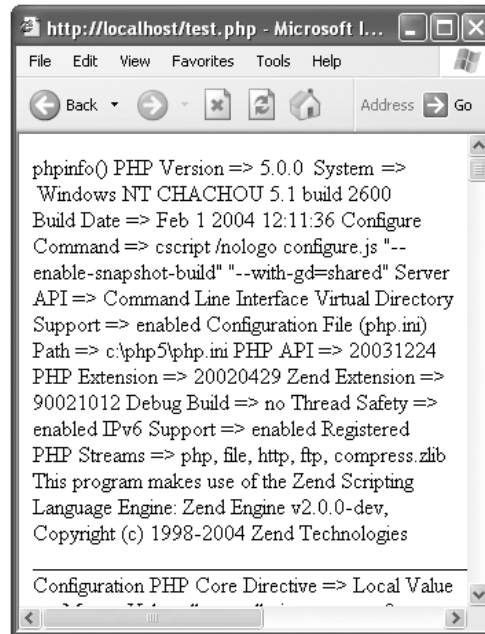 http://localhost/test.php - Microsoft I...
File Edit View Favorites Tools Help
Back Address Go
phpinfo() PHP Version => 5.0.0 System =>
Windows NT CHACHOU 5.1 build 2600
Build Date => Feb 1 2004 12:11:36 Configure
Command => cscript /nologo configure.js "--
enable-snapshot-build" "--with-gd=shared" Server
API => Command Line Interface Virtual Directory
Support => enabled Configuration File (php.ini)
Path => c:\php5\php.ini PHP API => 20031224
PHP Extension => 20020429 Zend Extension =>
90021012 Debug Build => no Thread Safety =>
enabled IPv6 Support => enabled Registered
PHP Streams => php, file, http, ftp, compress.zlib
This program makes use of the Zend Scripting
Language Engine: Zend Engine v2.0.0-dev,
Copyright (c) 1998-2004 Zend Technologies
Configuration PHP Core Directive => Local Value